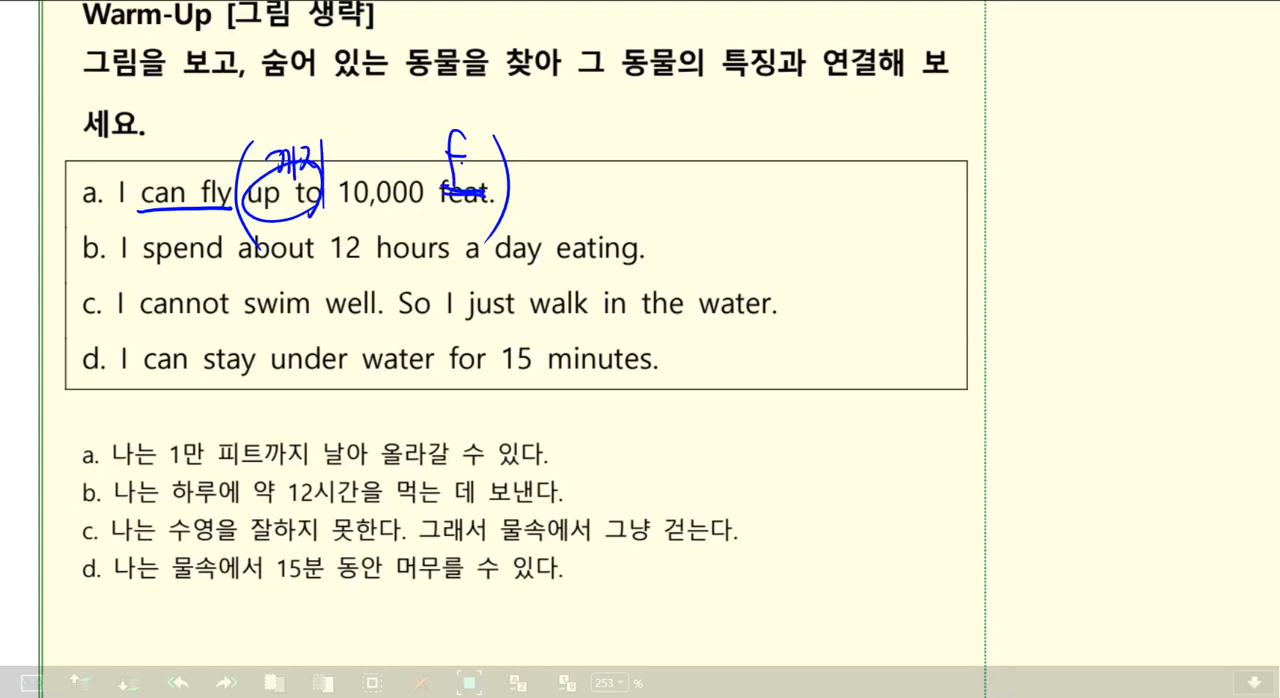 Warm-Up [그림 생략]
그림을 보고, 숨어 있는 동물을 찾아 그 동물의 특징과 연결해 보
세요.
까지 f
a. I can fly up to 10,000 feat.
b. I spend about 12 hours a day eating.
c. I cannot swim well. So I just walk in the water.
d. I can stay under water for 15 minutes.
a. 나는 1만 피트까지 날아 올라갈 수 있다.
b. 나는 하루에 약 12시간을 먹는 데 보낸다.
c. 나는 수영을 잘하지 못한다. 그래서 물속에서 그냥 걷는다.
d. 나는 물속에서 15분 동안 머무를 수 있다.
253 %